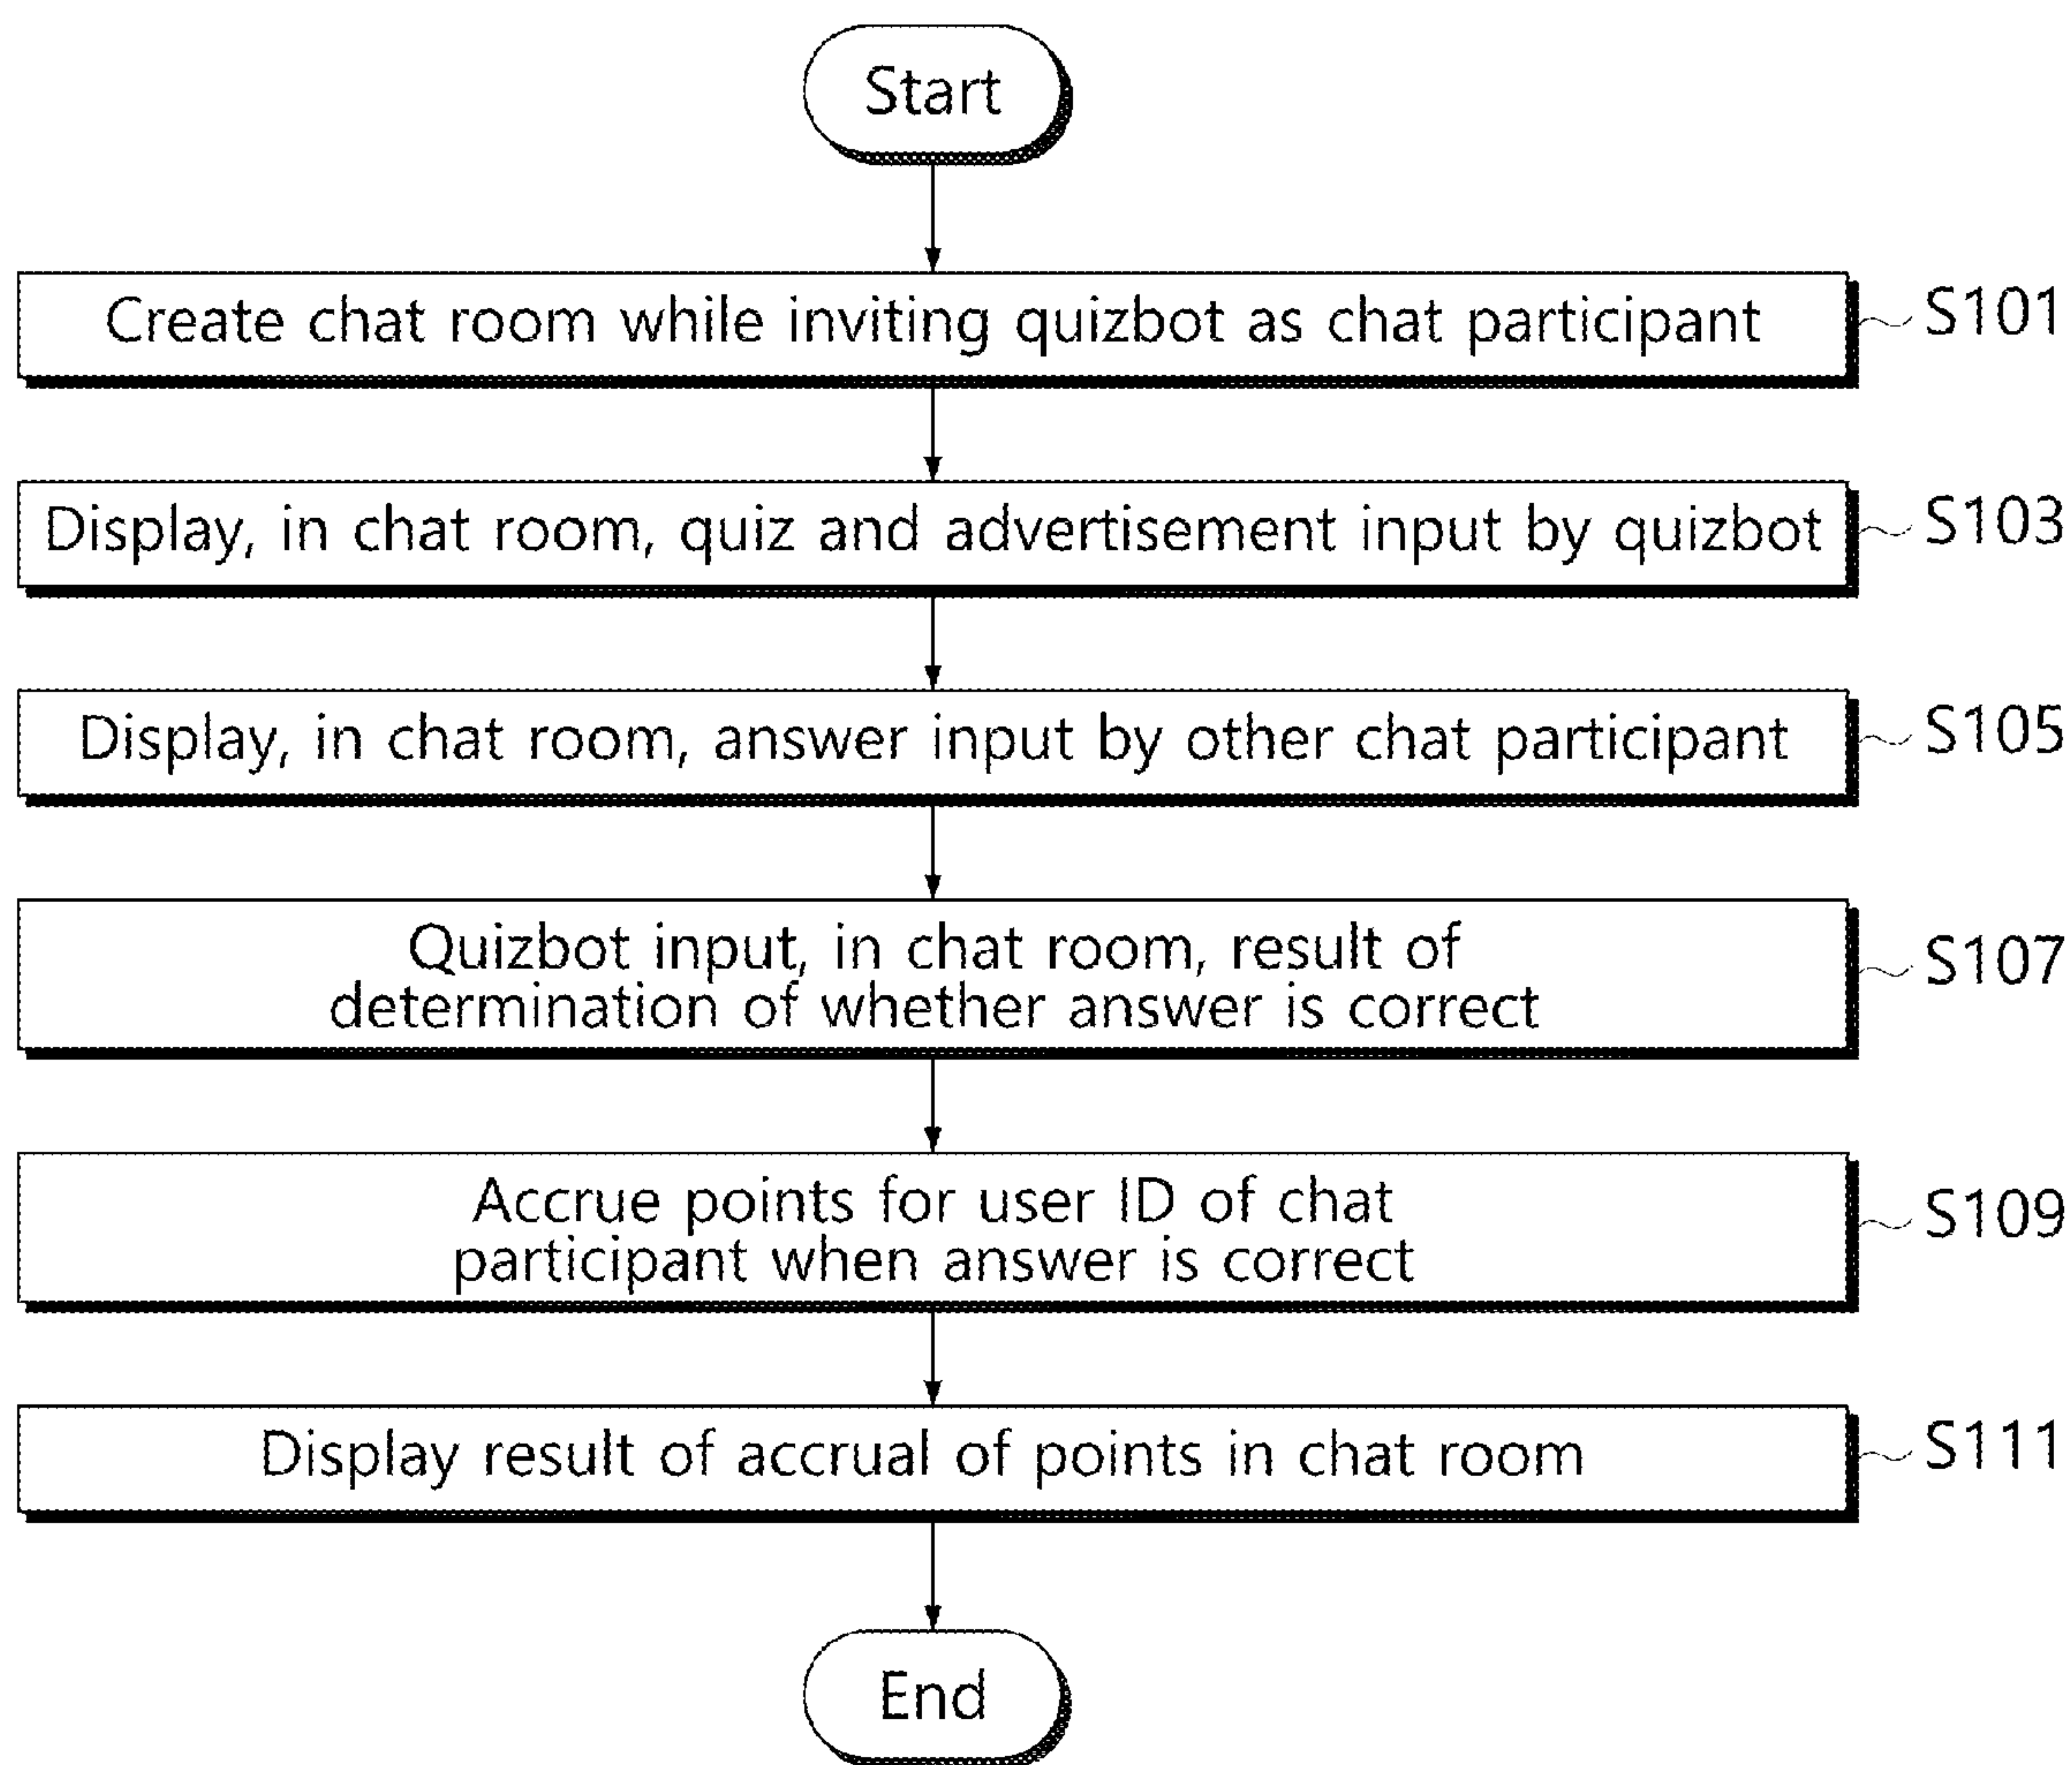 Start
Create chat room while inviting quizbot as chat participant
S101
Display, in chat room, quiz and advertisement input by quizbot
S103
Display, in chat room, answer input by other chat participant
S105
Quizbot input, in chat room, result of
determination of whether answer is correct
S107
Accrue points for user ID of chat
participant when answer is correct
S109
Display result of accrual of points in chat room
S111
End